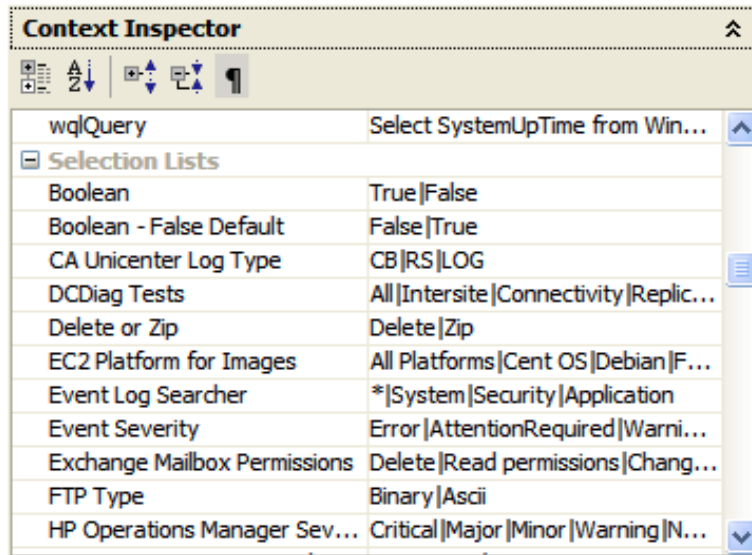 Context Inspector
wqlQuery Select SystemUpTime from Win...
Selection Lists
Boolean True|False
Boolean - False Default False|True
CA Unicenter Log Type CB|RS|LOG
DCDiag Tests All|Intersite|Connectivity|Replic...
Delete or Zip Delete|Zip
EC2 Platform for Images All Platforms|Cent OS|Debian|F...
Event Log Searcher *|System|Security|Application
Event Severity Error|AttentionRequired|Warni...
Exchange Mailbox Permissions Delete|Read permissions|Chang...
FTP Type Binary|Ascii
HP Operations Manager Sev... Critical|Major|Minor|Warning|N...